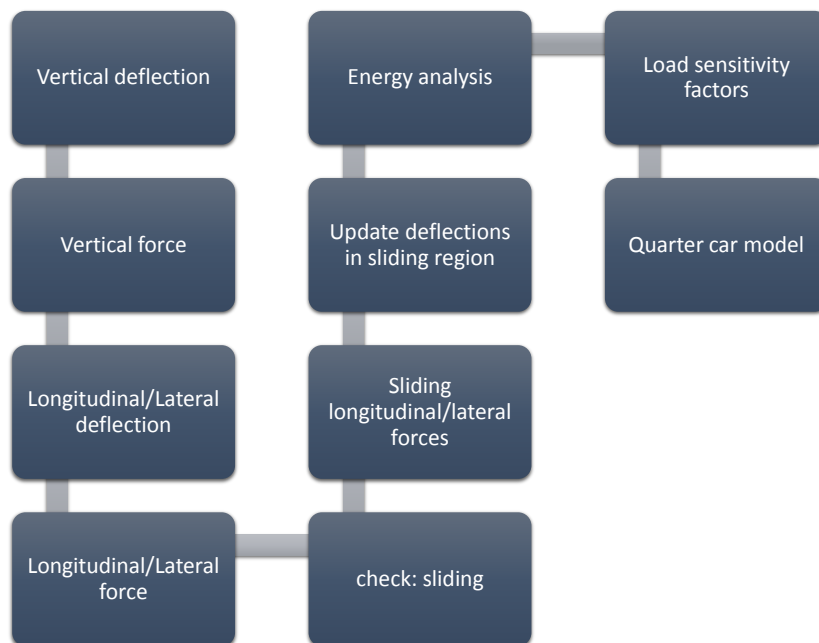 Vertical deflection
Vertical force
Longitudinal/Lateral
deflection
Longitudinal/Lateral
force
check: sliding
Sliding
longitudinal/lateral
forces
Update deflections
in sliding region
Energy analysis
Load sensitivity
factors
Quarter car model